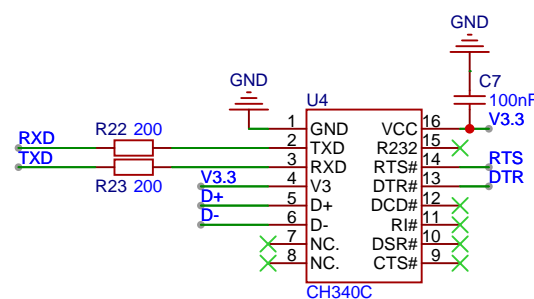 GND
GND
C7
100nF
V3.3
U4
RXD
R22 200
TXD
R23 200
V3.3
D+
D-
1 GND VCC 16
2 TXD R232 15
3 RXD RTS# 14 RTS
4 V3 DTR# 13 DTR
5 D+ DCD# 12
6 D- RI# 11
7 NC. DSR# 10
8 NC. CTS# 9
CH340C